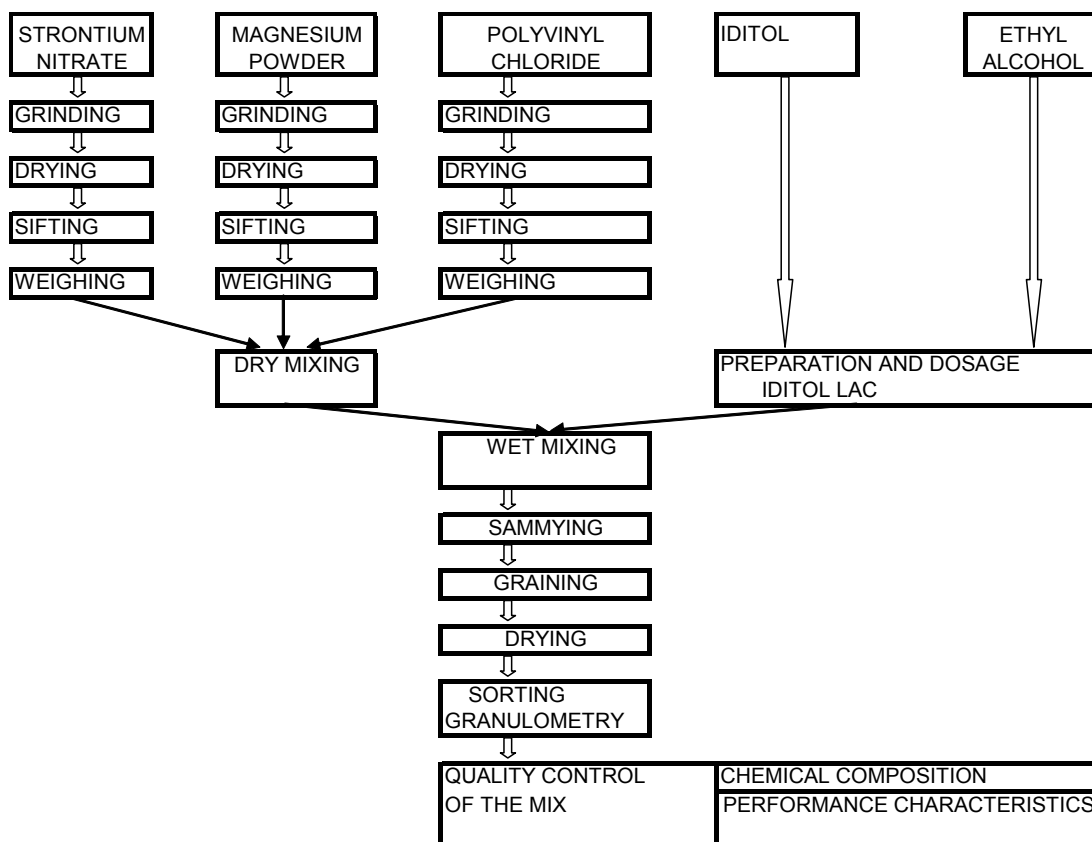 STRONTIUM
NITRATE
MAGNESIUM
POWDER
POLYVINYL
CHLORIDE
IDITOL
ETHYL
ALCOHOL
GRINDING
GRINDING
GRINDING
DRYING
DRYING
DRYING
SIFTING
SIFTING
SIFTING
WEIGHING
WEIGHING
WEIGHING
DRY MIXING
PREPARATION AND DOSAGE
IDITOL LAC
WET MIXING
SAMMYING
GRAINING
DRYING
SORTING
GRANULOMETRY
QUALITY CONTROL
OF THE MIX
CHEMICAL COMPOSITION
PERFORMANCE CHARACTERISTICS